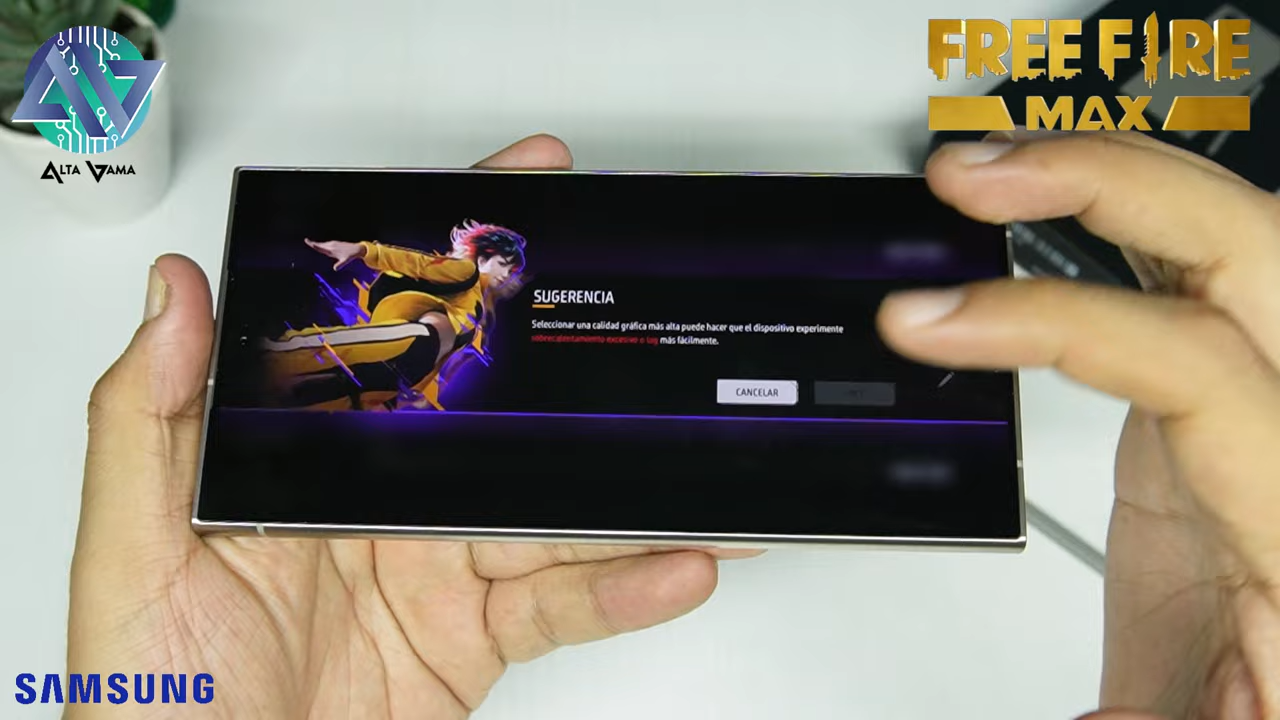 ALTA GAMA
FREE FIRE
MAX
SUGERENCIA
Seleccionar una calidad gráfica más alta puede hacer que el dispositivo experimente
sobrecalentamiento excesivo o lag más fácilmente.
CANCELAR
SAMSUNG